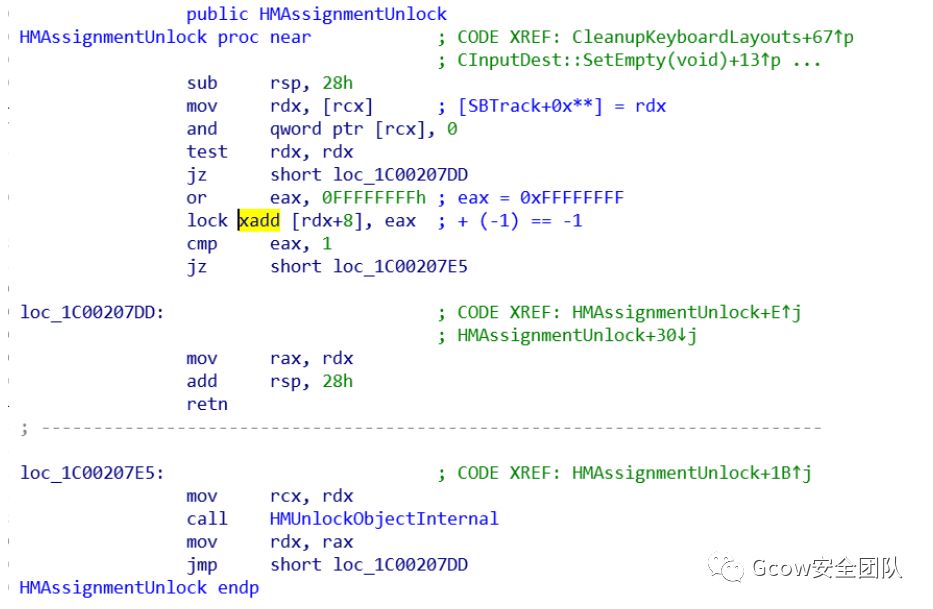 public HMAssignmentUnlock
HMAssignmentUnlock proc near ; CODE XREF: CleanupKeyboardLayouts+67↑p
; CInputDest::SetEmpty(void)+13↑p ...
sub rsp, 28h
mov rdx, [rcx] ; [SBTrack+0x**] = rdx
and qword ptr [rcx], 0
test rdx, rdx
jz short loc_1C00207DD
or eax, 0FFFFFFFFh ; eax = 0xFFFFFFFF
lock xadd [rdx+8], eax ; + (-1) == -1
cmp eax, 1
jz short loc_1C00207E5
loc_1C00207DD: ; CODE XREF: HMAssignmentUnlock+E↑j
; HMAssignmentUnlock+30↓j
mov rax, rdx
add rsp, 28h
retn
; ---------------------------------------------------------------------------
loc_1C00207E5: ; CODE XREF: HMAssignmentUnlock+1B↑j
mov rcx, rdx
call HMUnlockObjectInternal
mov rdx, rax
jmp short loc_1C00207DD
HMAssignmentUnlock endp
Gcow安全团队